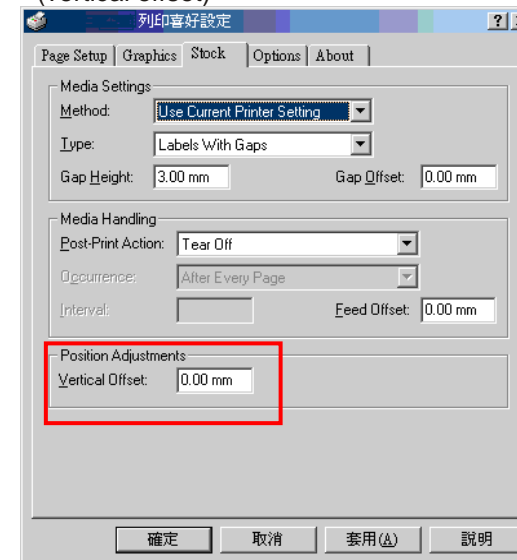 (Vertical offset)
列印喜好設定
Page Setup Graphics Stock Options About
Media Settings
Method: Use Current Printer Setting
Type: Labels With Gaps
Gap Height: 3.00 mm Gap Offset: 0.00 mm
Media Handling
Post-Print Action: Tear Off
Occurrence: After Every Page
Interval: Feed Offset: 0.00 mm
Position Adjustments
Vertical Offset: 0.00 mm
確定 取消 套用(A) 說明